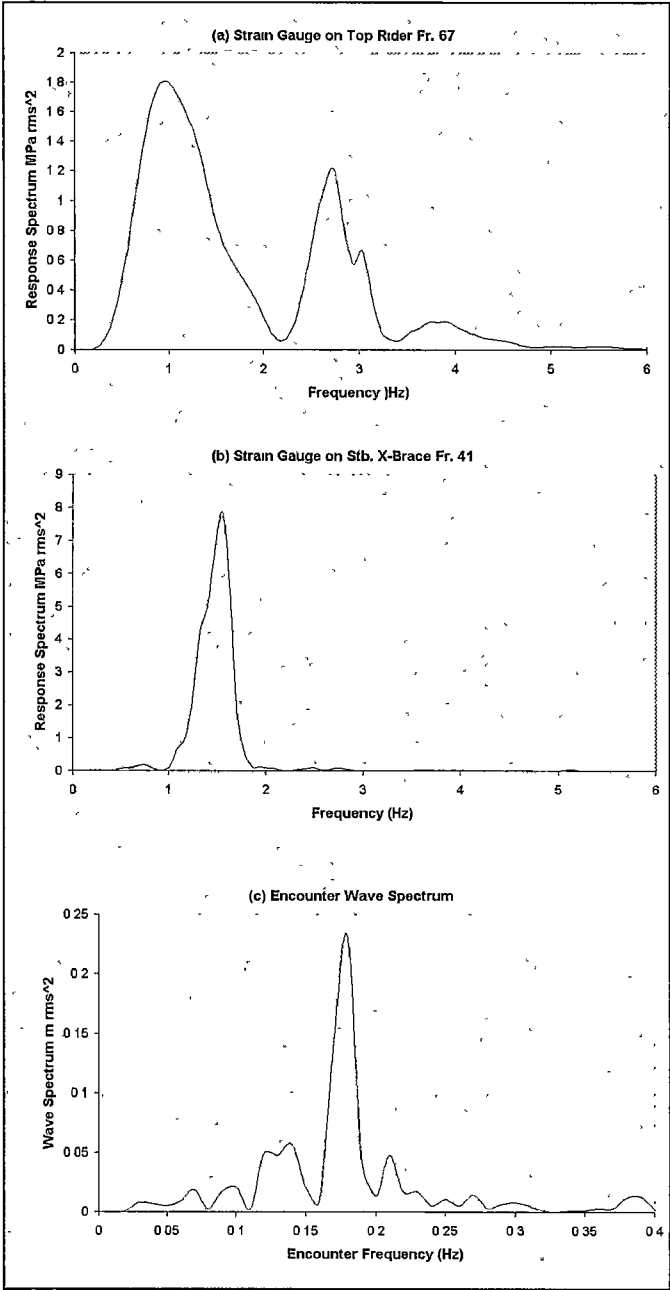 (a) Strain Gauge on Top Rider Fr. 67
Response Spectrum MPa rms^2
2
1 8
1 6
1 4
1 2
1
0 8
0 6
0 4
0 2
0
0 1 2 3 4 5 6
Frequency )Hz)
(b) Strain Gauge on Stb. X-Brace Fr. 41
Response Spectrum MPa rms^2
9
8
7
6
5
4
3
2
1
0
0 1 2 3 4 5 6
Frequency (Hz)
(c) Encounter Wave Spectrum
Wave Spectrum m rms^2
0 25
0 2
0 15
0 1
0 05
0
0 0 05 0 1 0 15 0 2 0 25 0 3 0 35 0 4
Encounter Frequency (Hz)